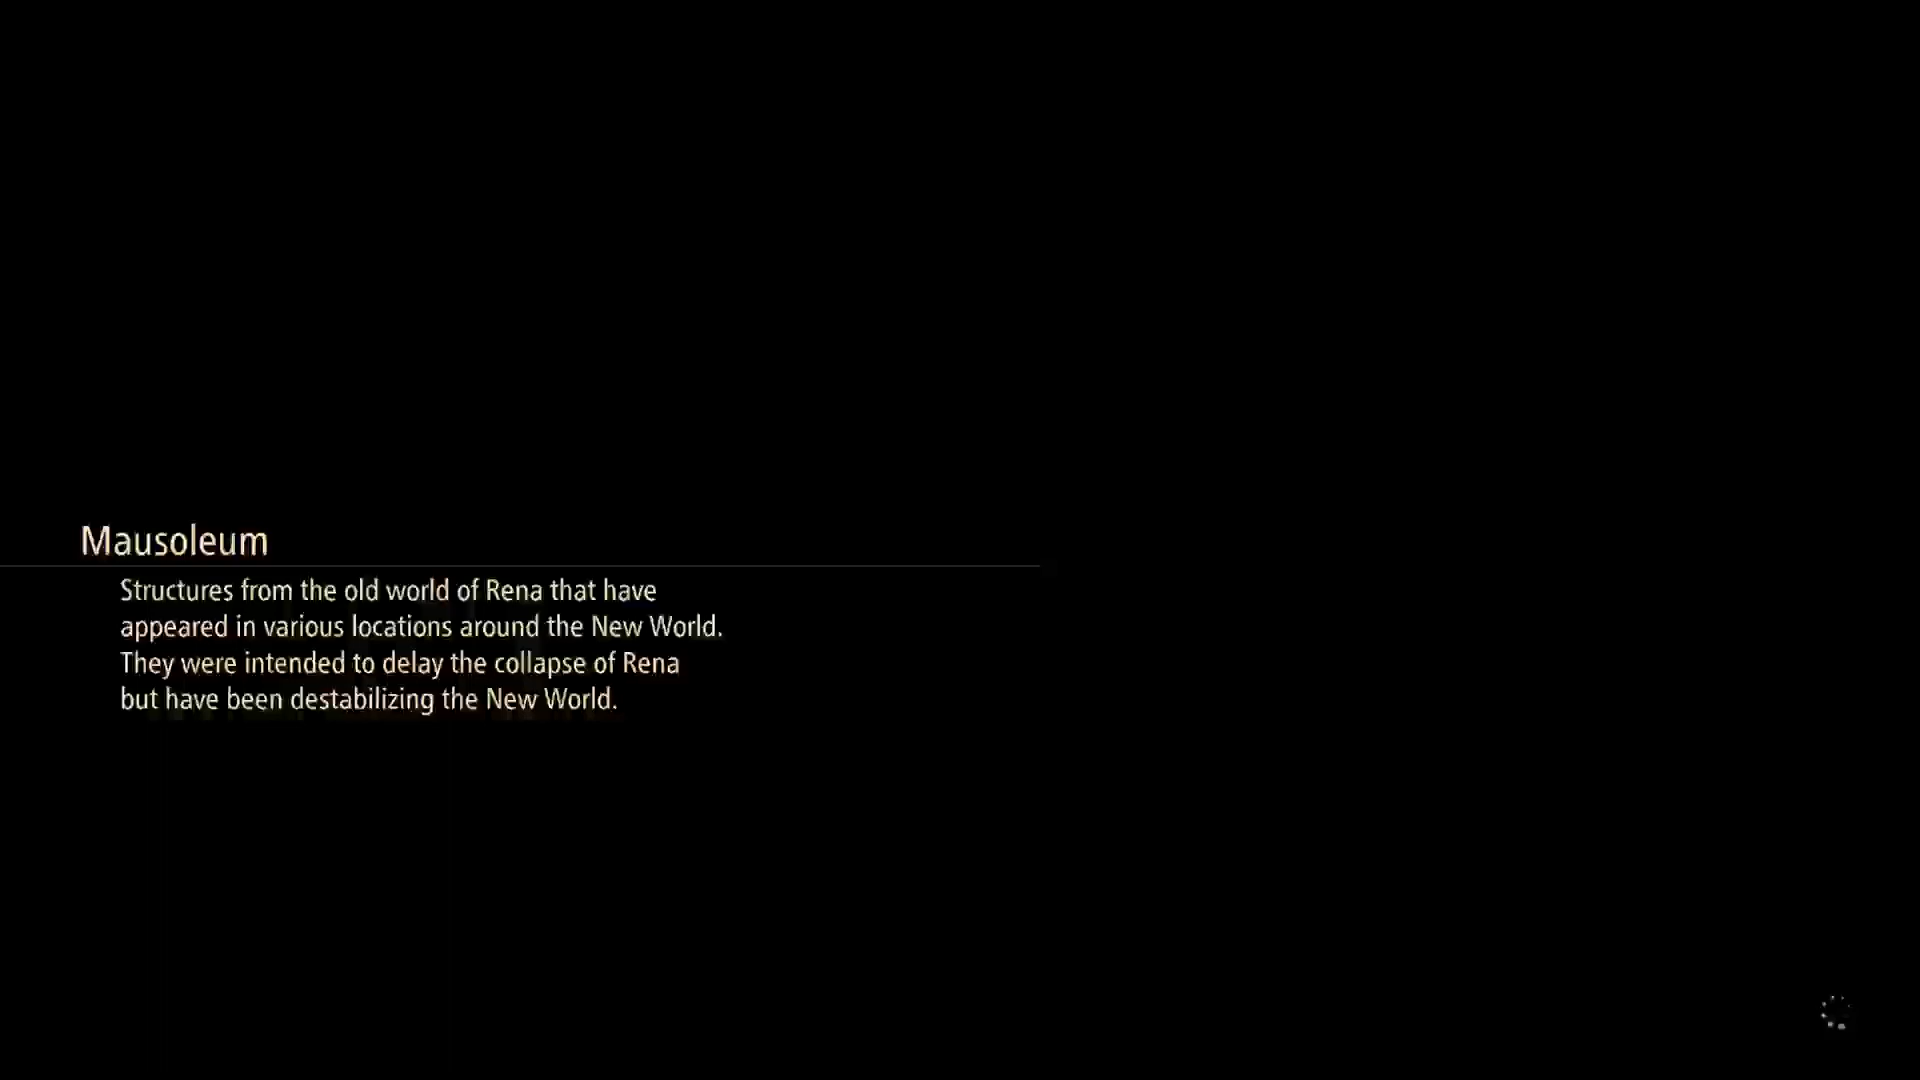 Mausoleum
Structures from the old world of Rena that have
appeared in various locations around the New World.
They were intended to delay the collapse of Rena
but have been destabilizing the New World.